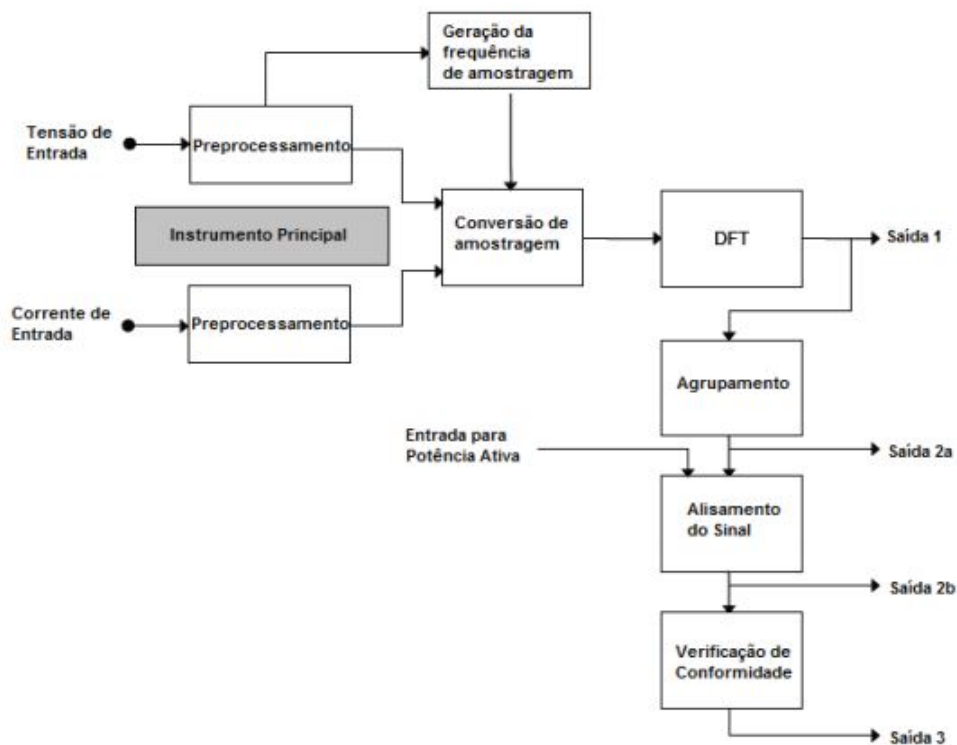 Geração da
frequência
de amostragem
Tensão de
Entrada
Preprocessamento
Instrumento Principal
Conversão de
amostragem
DFT
Saída 1
Corrente de
Entrada
Preprocessamento
Agrupamento
Entrada para
Potência Ativa
Saída 2a
Alisamento
do Sinal
Saída 2b
Verificação de
Conformidade
Saída 3